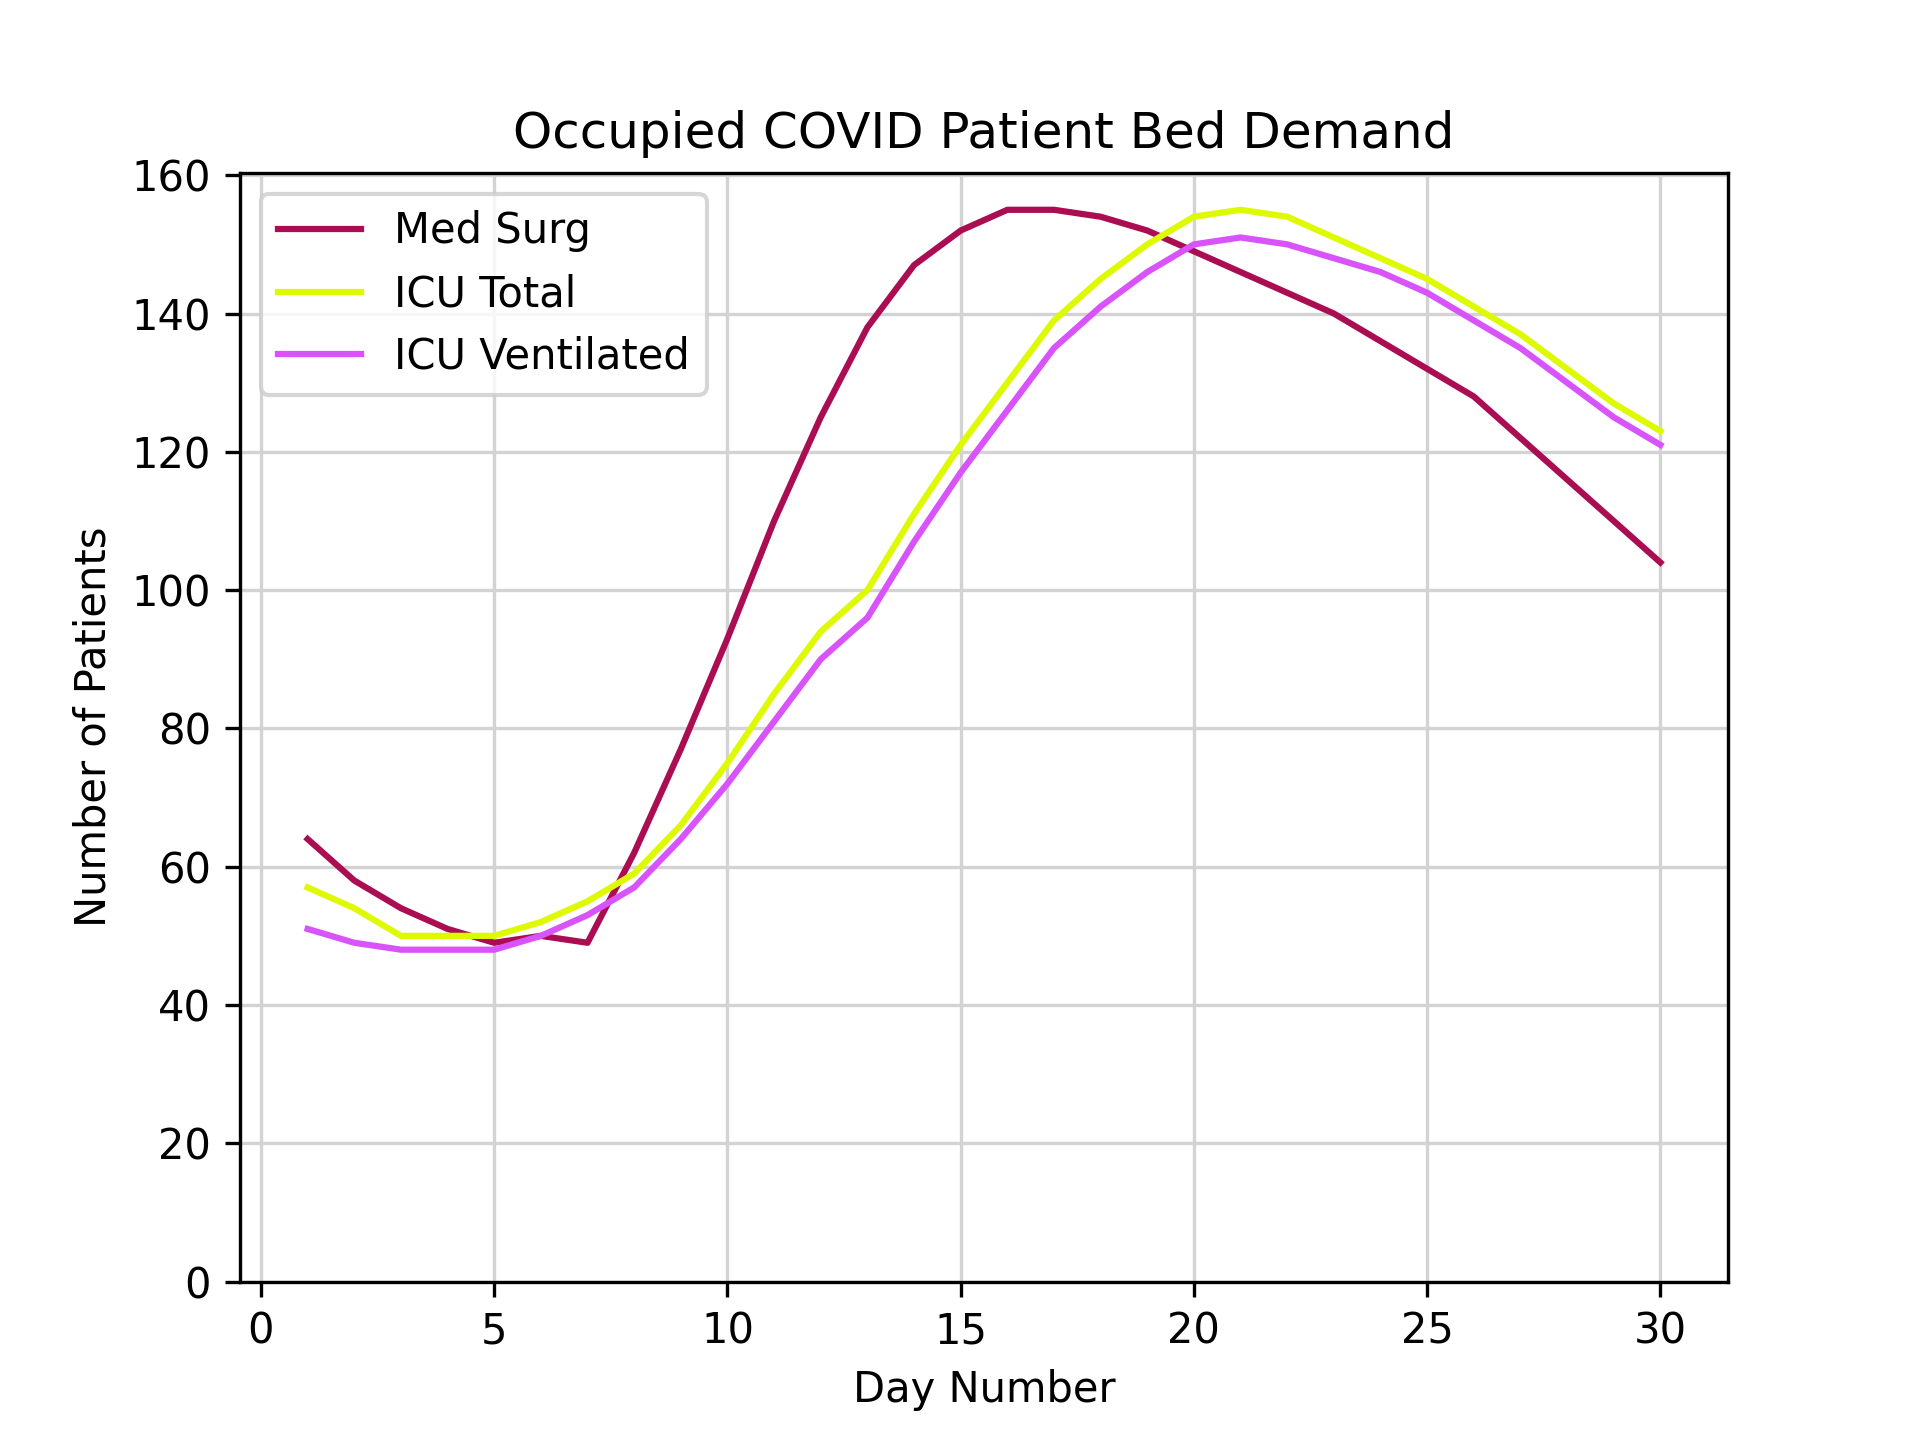 Occupied COVID Patient Bed Demand
Med Surg
ICU Total
ICU Ventilated
Number of Patients
160
140
120
100
80
60
40
20
0
0 5 10 15 20 25 30
Day Number